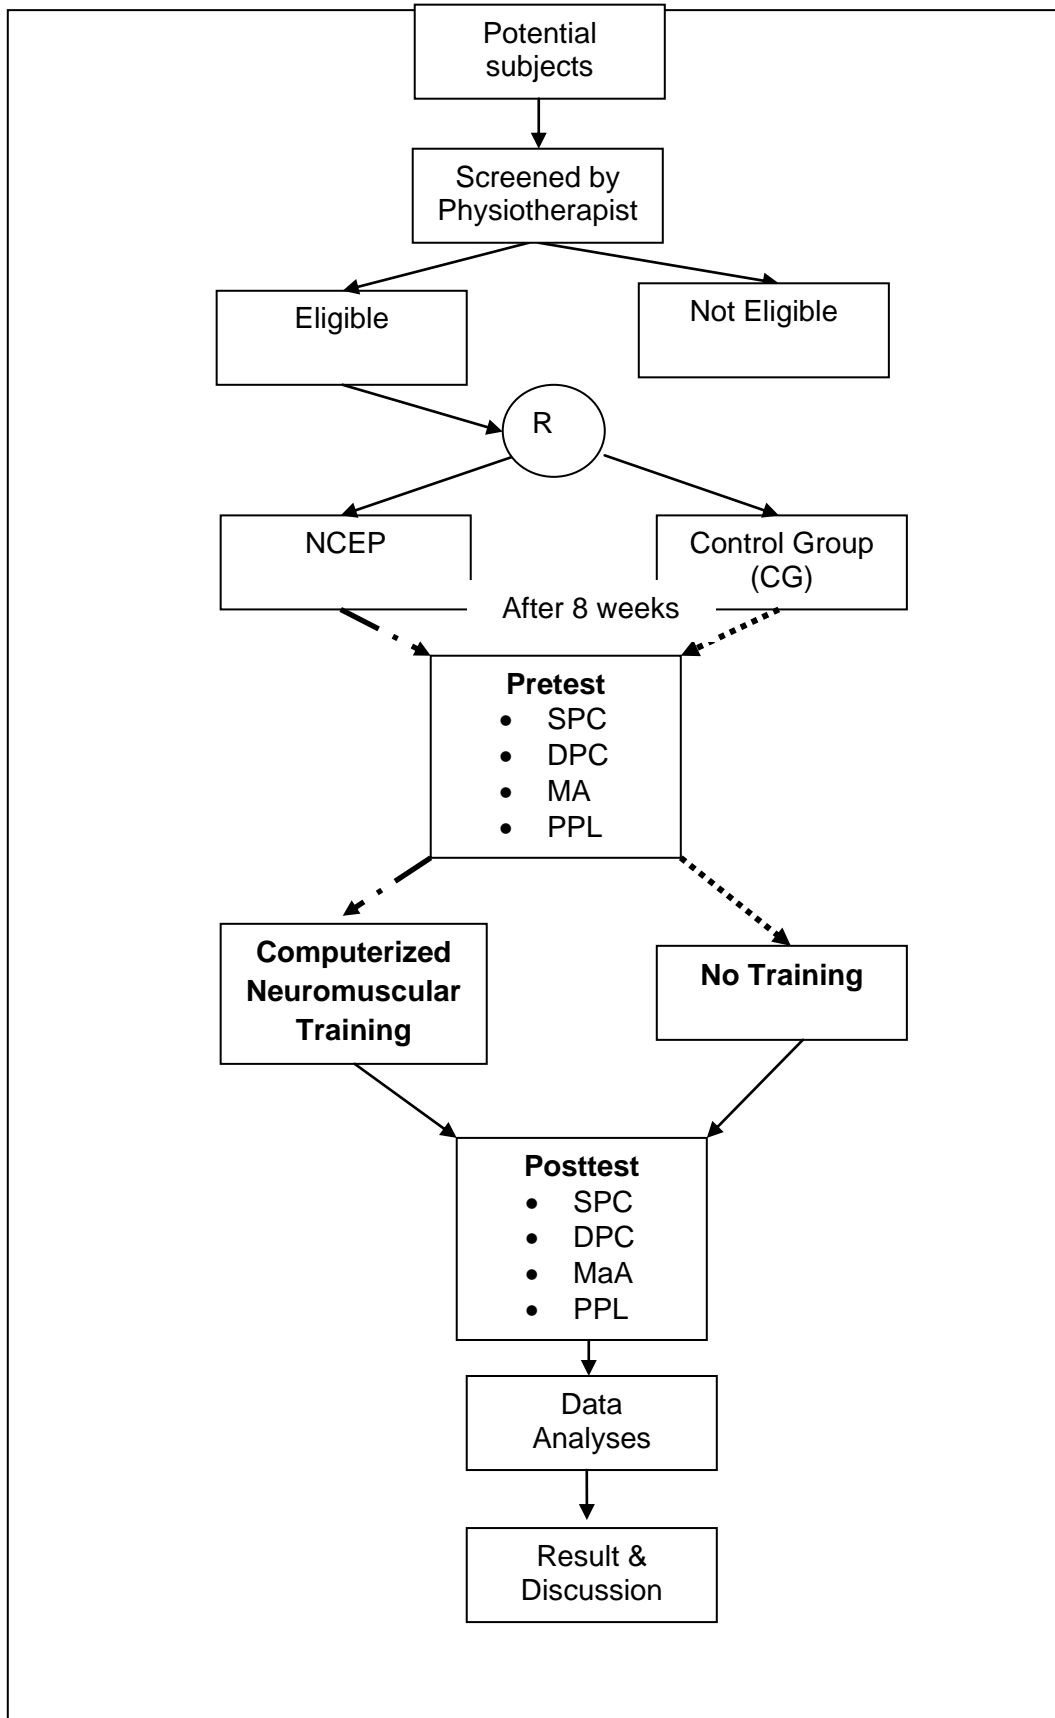 Potential
subjects
Screened by
Physiotherapist
Eligible
Not Eligible
R
NCEP
Control Group
(CG)
After 8 weeks
Pretest
• SPC
• DPC
• MA
• PPL
Computerized
Neuromuscular
Training
No Training
Posttest
• SPC
• DPC
• MaA
• PPL
Data
Analyses
Result &
Discussion